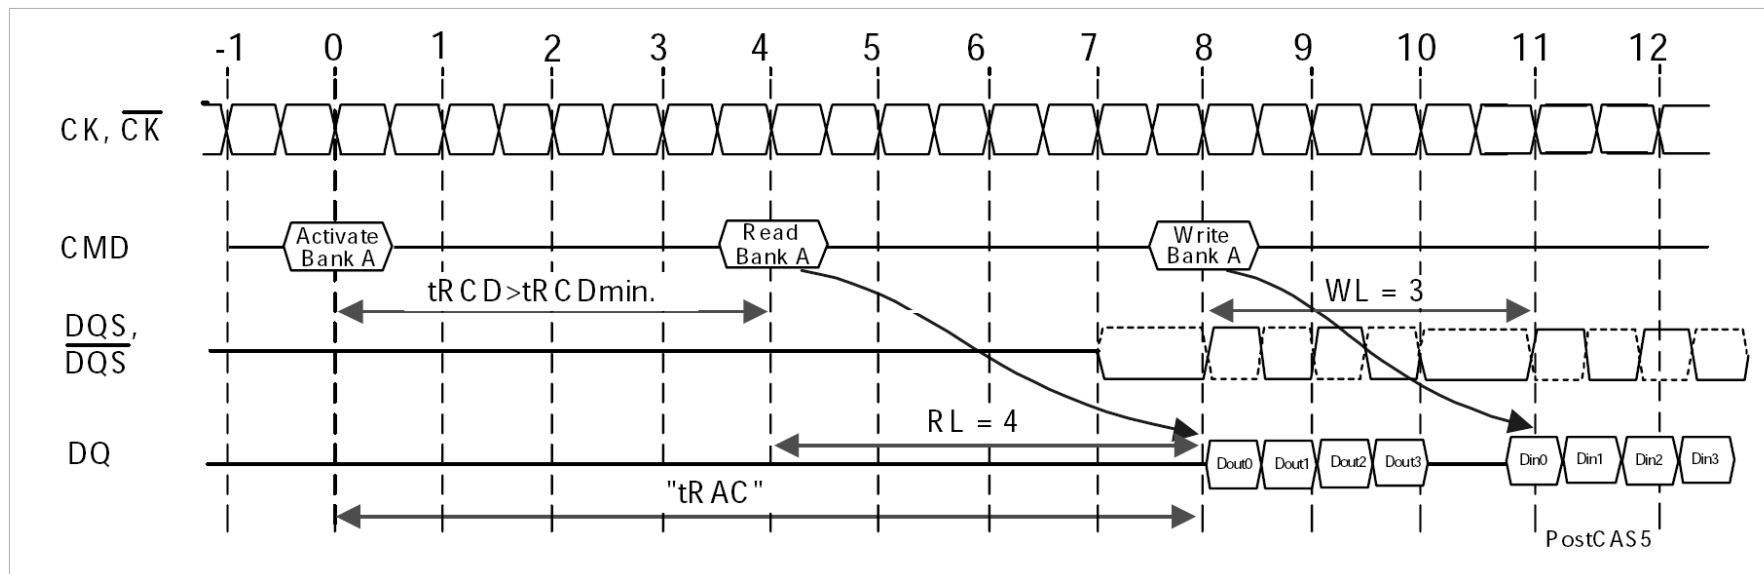 -1 0 1 2 3 4 5 6 7 8 9 10 11 12
CK, CK
CMD
Activate
Bank A
Read
Bank A
Write
Bank A
tRCD>tRCDmin.
WL = 3
DQS,
DQS
RL = 4
DQ
Dout0 Dout1 Dout2 Dout3 Din0 Din1 Din2 Din3
"tRAC"
PostCAS5